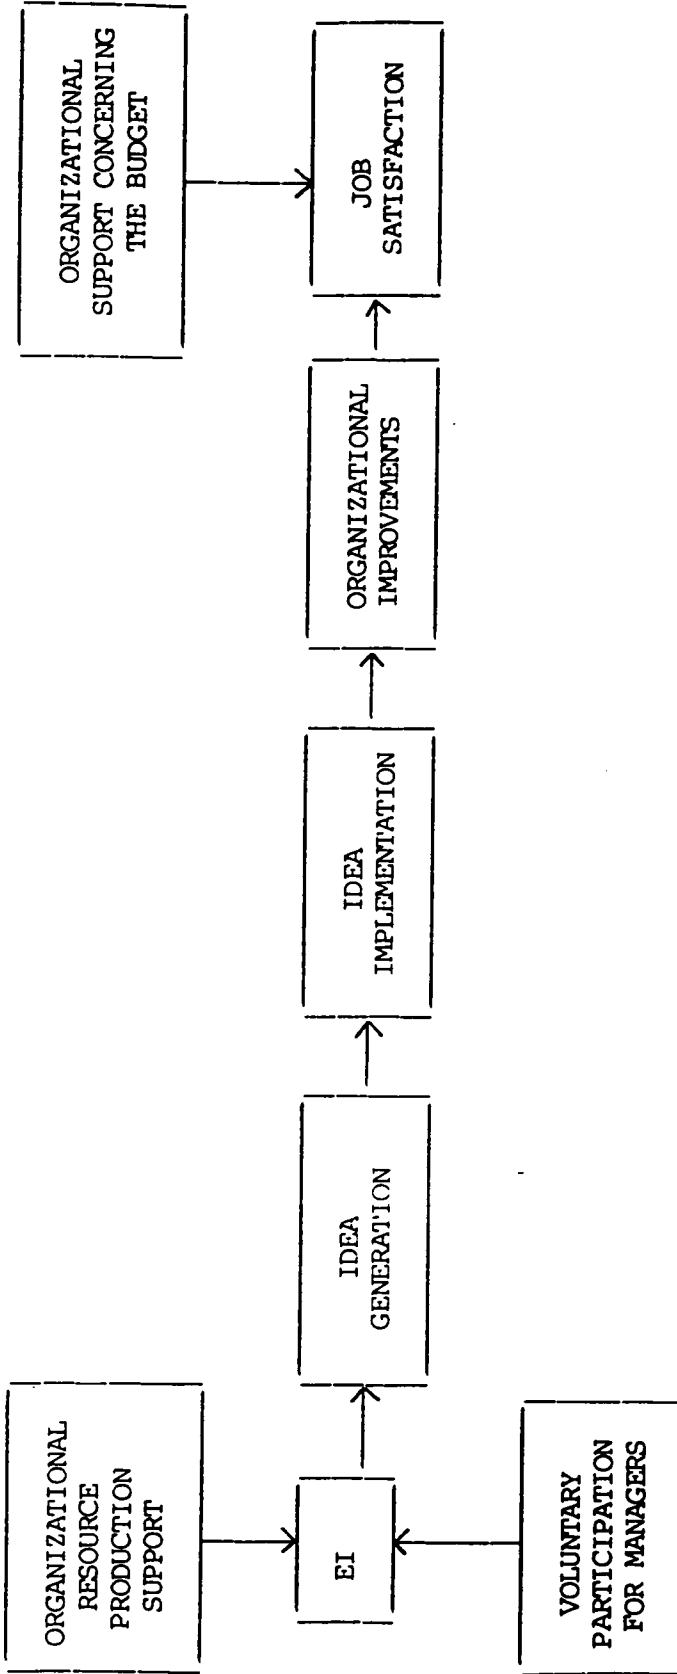 ORGANIZATIONAL
RESOURCE
PRODUCTION
SUPPORT
EI
VOLUNTARY
PARTICIPATION
FOR MANAGERS
IDEA
GENERATION
IDEA
IMPLEMENTATION
ORGANIZATIONAL
IMPROVEMENTS
ORGANIZATIONAL
SUPPORT CONCERNING
THE BUDGET
JOB
SATISFACTION